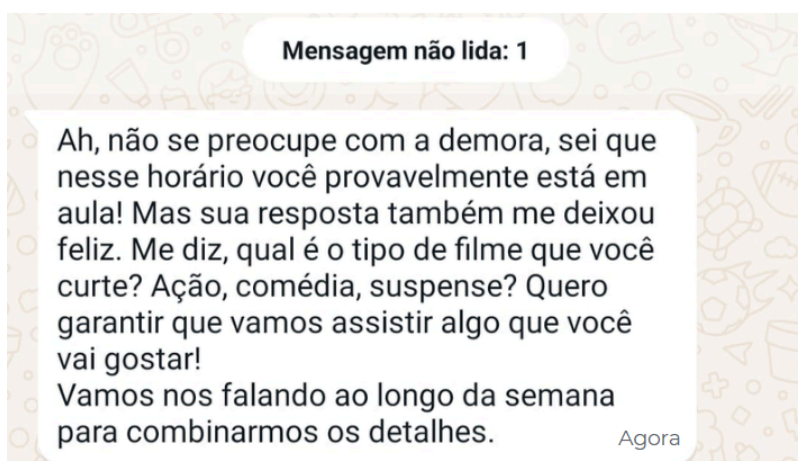 Mensagem não lida: 1
Ah, não se preocupe com a demora, sei que
nesse horário você provavelmente está em
aula! Mas sua resposta também me deixou
feliz. Me diz, qual é o tipo de filme que você
curte? Ação, comédia, suspense? Quero
garantir que vamos assistir algo que você
vai gostar!
Vamos nos falando ao longo da semana
para combinarmos os detalhes.
Agora